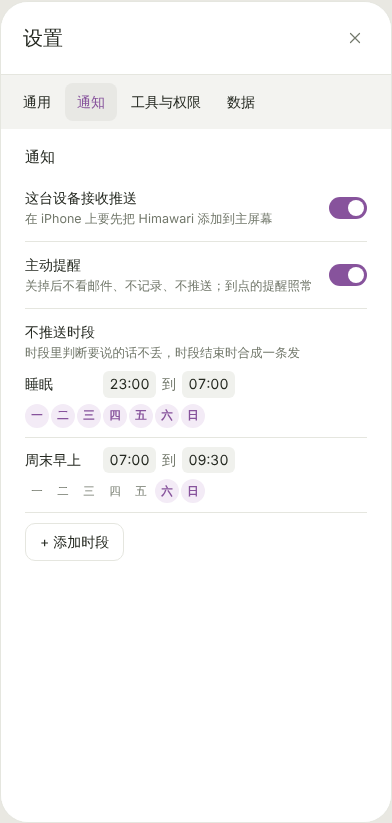 设置
通用 通知 工具与权限 数据
通知
这台设备接收推送
在 iPhone 上要先把 Himawari 添加到主屏幕
主动提醒
关掉后不看邮件、不记录、不推送；到点的提醒照常
不推送时段
时段里判断要说的话不丢，时段结束时合成一条发
睡眠 23:00 到 07:00
一 二 三 四 五 六 日
周末早上 07:00 到 09:30
一 二 三 四 五 六 日
+ 添加时段